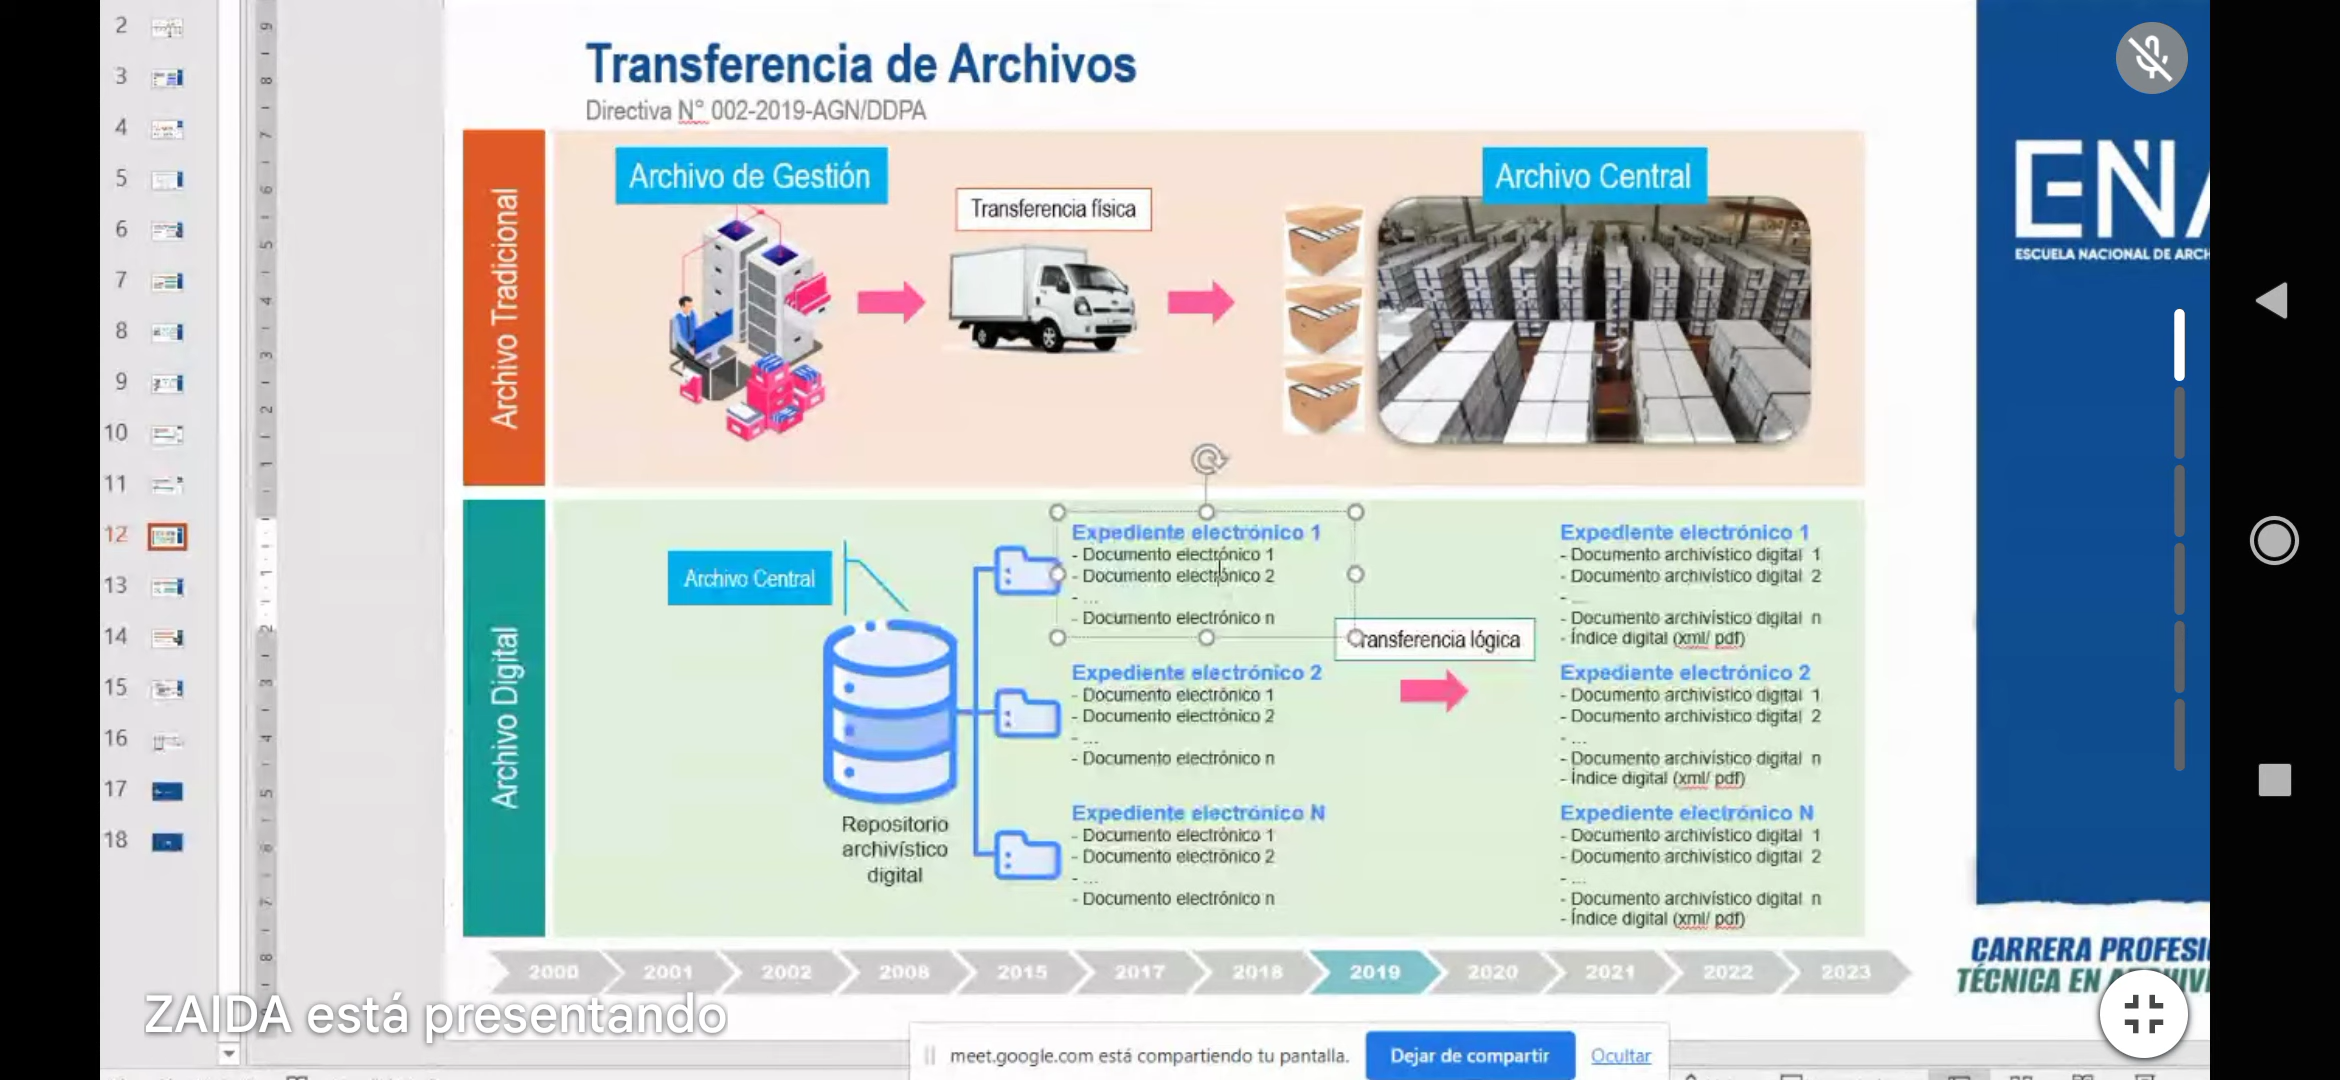 Transferencia de Archivos
Directiva N° 002-2019-AGN/DDPA
Archivo Tradicional
Archivo de Gestión
Transferencia física
Archivo Central
Archivo Digital
Archivo Central
Repositorio
archivístico
digital
Expediente electrónico 1
- Documento electrónico 1
- Documento electrónico 2
- ...
- Documento electrónico n
Expediente electrónico 2
- Documento electrónico 1
- Documento electrónico 2
- ...
- Documento electrónico n
Expediente electrónico N
- Documento electrónico 1
- Documento electrónico 2
- ...
- Documento electrónico n
Transferencia lógica
Expediente electrónico 1
- Documento archivístico digital 1
- Documento archivístico digital 2
- ...
- Documento archivístico digital n
- Índice digital (xml/ pdf)
Expediente electrónico 2
- Documento archivístico digital 1
- Documento archivístico digital 2
- ...
- Documento archivístico digital n
- Índice digital (xml/ pdf)
Expediente electrónico N
- Documento archivístico digital 1
- Documento archivístico digital 2
- ...
- Documento archivístico digital n
- Índice digital (xml/ pdf)
2000 2001 2002 2008 2015 2017 2018 2019 2020 2021 2022 2023
ENA
ESCUELA NACIONAL DE ARCH
CARRERA PROFESI
TÉCNICA EN
2
3
4
5
6
7
8
9
10
11
12
13
14
15
16
17
18
ZAIDA está presentando
meet.google.com está compartiendo tu pantalla. Dejar de compartir Ocultar